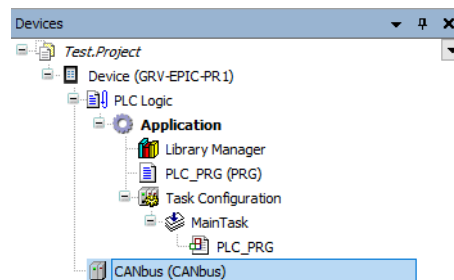 Devices
Test.Project
Device (GRV-EPIC-PR1)
PLC Logic
Application
Library Manager
PLC_PRG (PRG)
Task Configuration
MainTask
PLC_PRG
CANbus (CANbus)